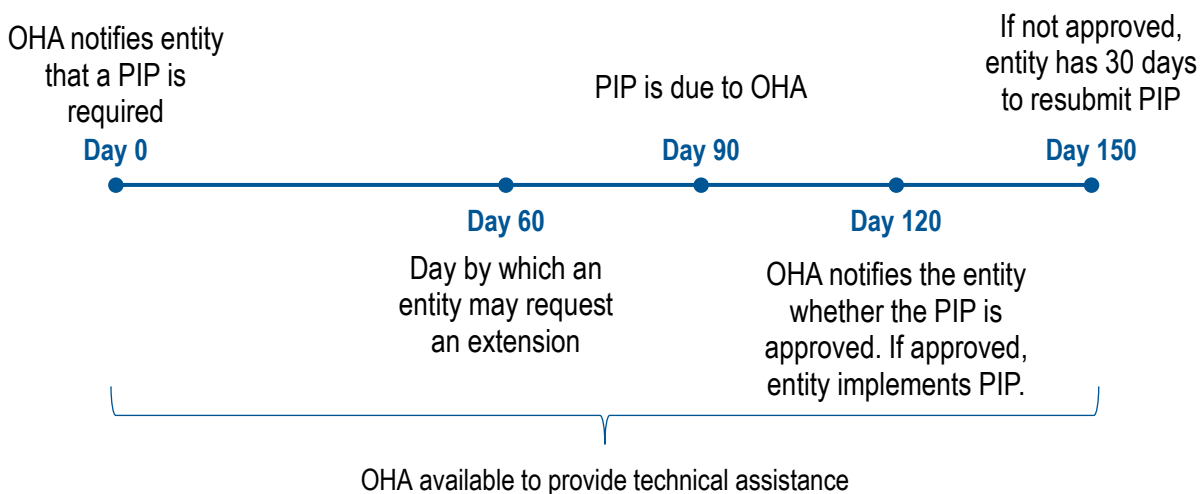 OHA notifies entity
that a PIP is
required
Day 0
PIP is due to OHA
Day 90
If not approved,
entity has 30 days
to resubmit PIP
Day 150
Day 60
Day by which an
entity may request
an extension
Day 120
OHA notifies the entity
whether the PIP is
approved. If approved,
entity implements PIP.
OHA available to provide technical assistance